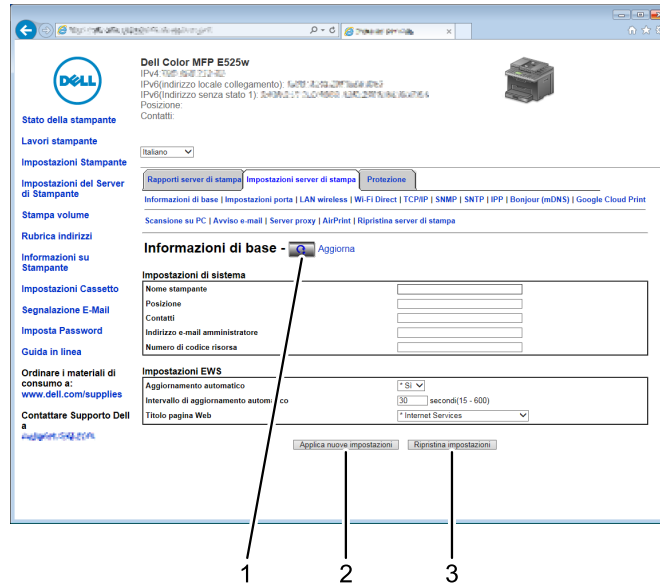 DELL
Dell Color MFP E525w
IPv4:
IPv6(indirizzo locale collegamento):
IPv6(Indirizzo senza stato 1):
Posizione:
Contatti:
Stato della stampante
Lavori stampante
Impostazioni Stampante
Impostazioni del Server
di Stampante
Stampa volume
Rubrica indirizzi
Informazioni su
Stampante
Impostazioni Cassetto
Segnalazione E-Mail
Imposta Password
Guida in linea
Ordinare i materiali di
consumo a:
www.dell.com/supplies
Contattare Supporto Dell
a
Italiano
Rapporti server di stampa Impostazioni server di stampa Protezione
Informazioni di base | Impostazioni porta | LAN wireless | Wi-Fi Direct | TCP/IP | SNMP | SNTP | IPP | Bonjour (mDNS) | Google Cloud Print
Scansione su PC | Avviso e-mail | Server proxy | AirPrint | Ripristina server di stampa
Informazioni di base - Aggiorna
Impostazioni di sistema
Nome stampante
Posizione
Contatti
Indirizzo e-mail amministratore
Numero di codice risorsa
Impostazioni EWS
Aggiornamento automatico * Sì
Intervallo di aggiornamento automatico 30 secondi(15 - 600)
Titolo pagina Web * Internet Services
Applica nuove impostazioni Ripristina impostazioni
1 2 3